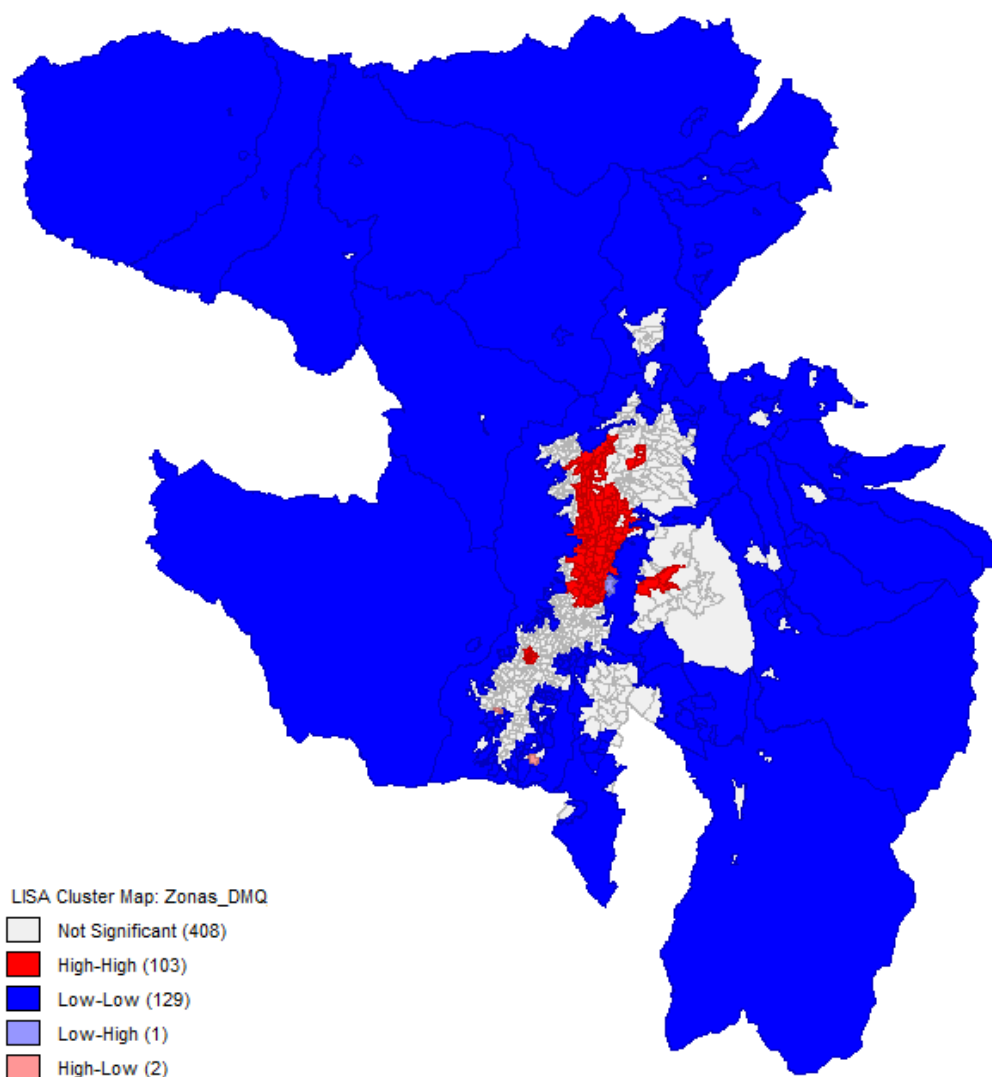 LISA Cluster Map: Zonas_DMQ
Not Significant (408)
High-High (103)
Low-Low (129)
Low-High (1)
High-Low (2)